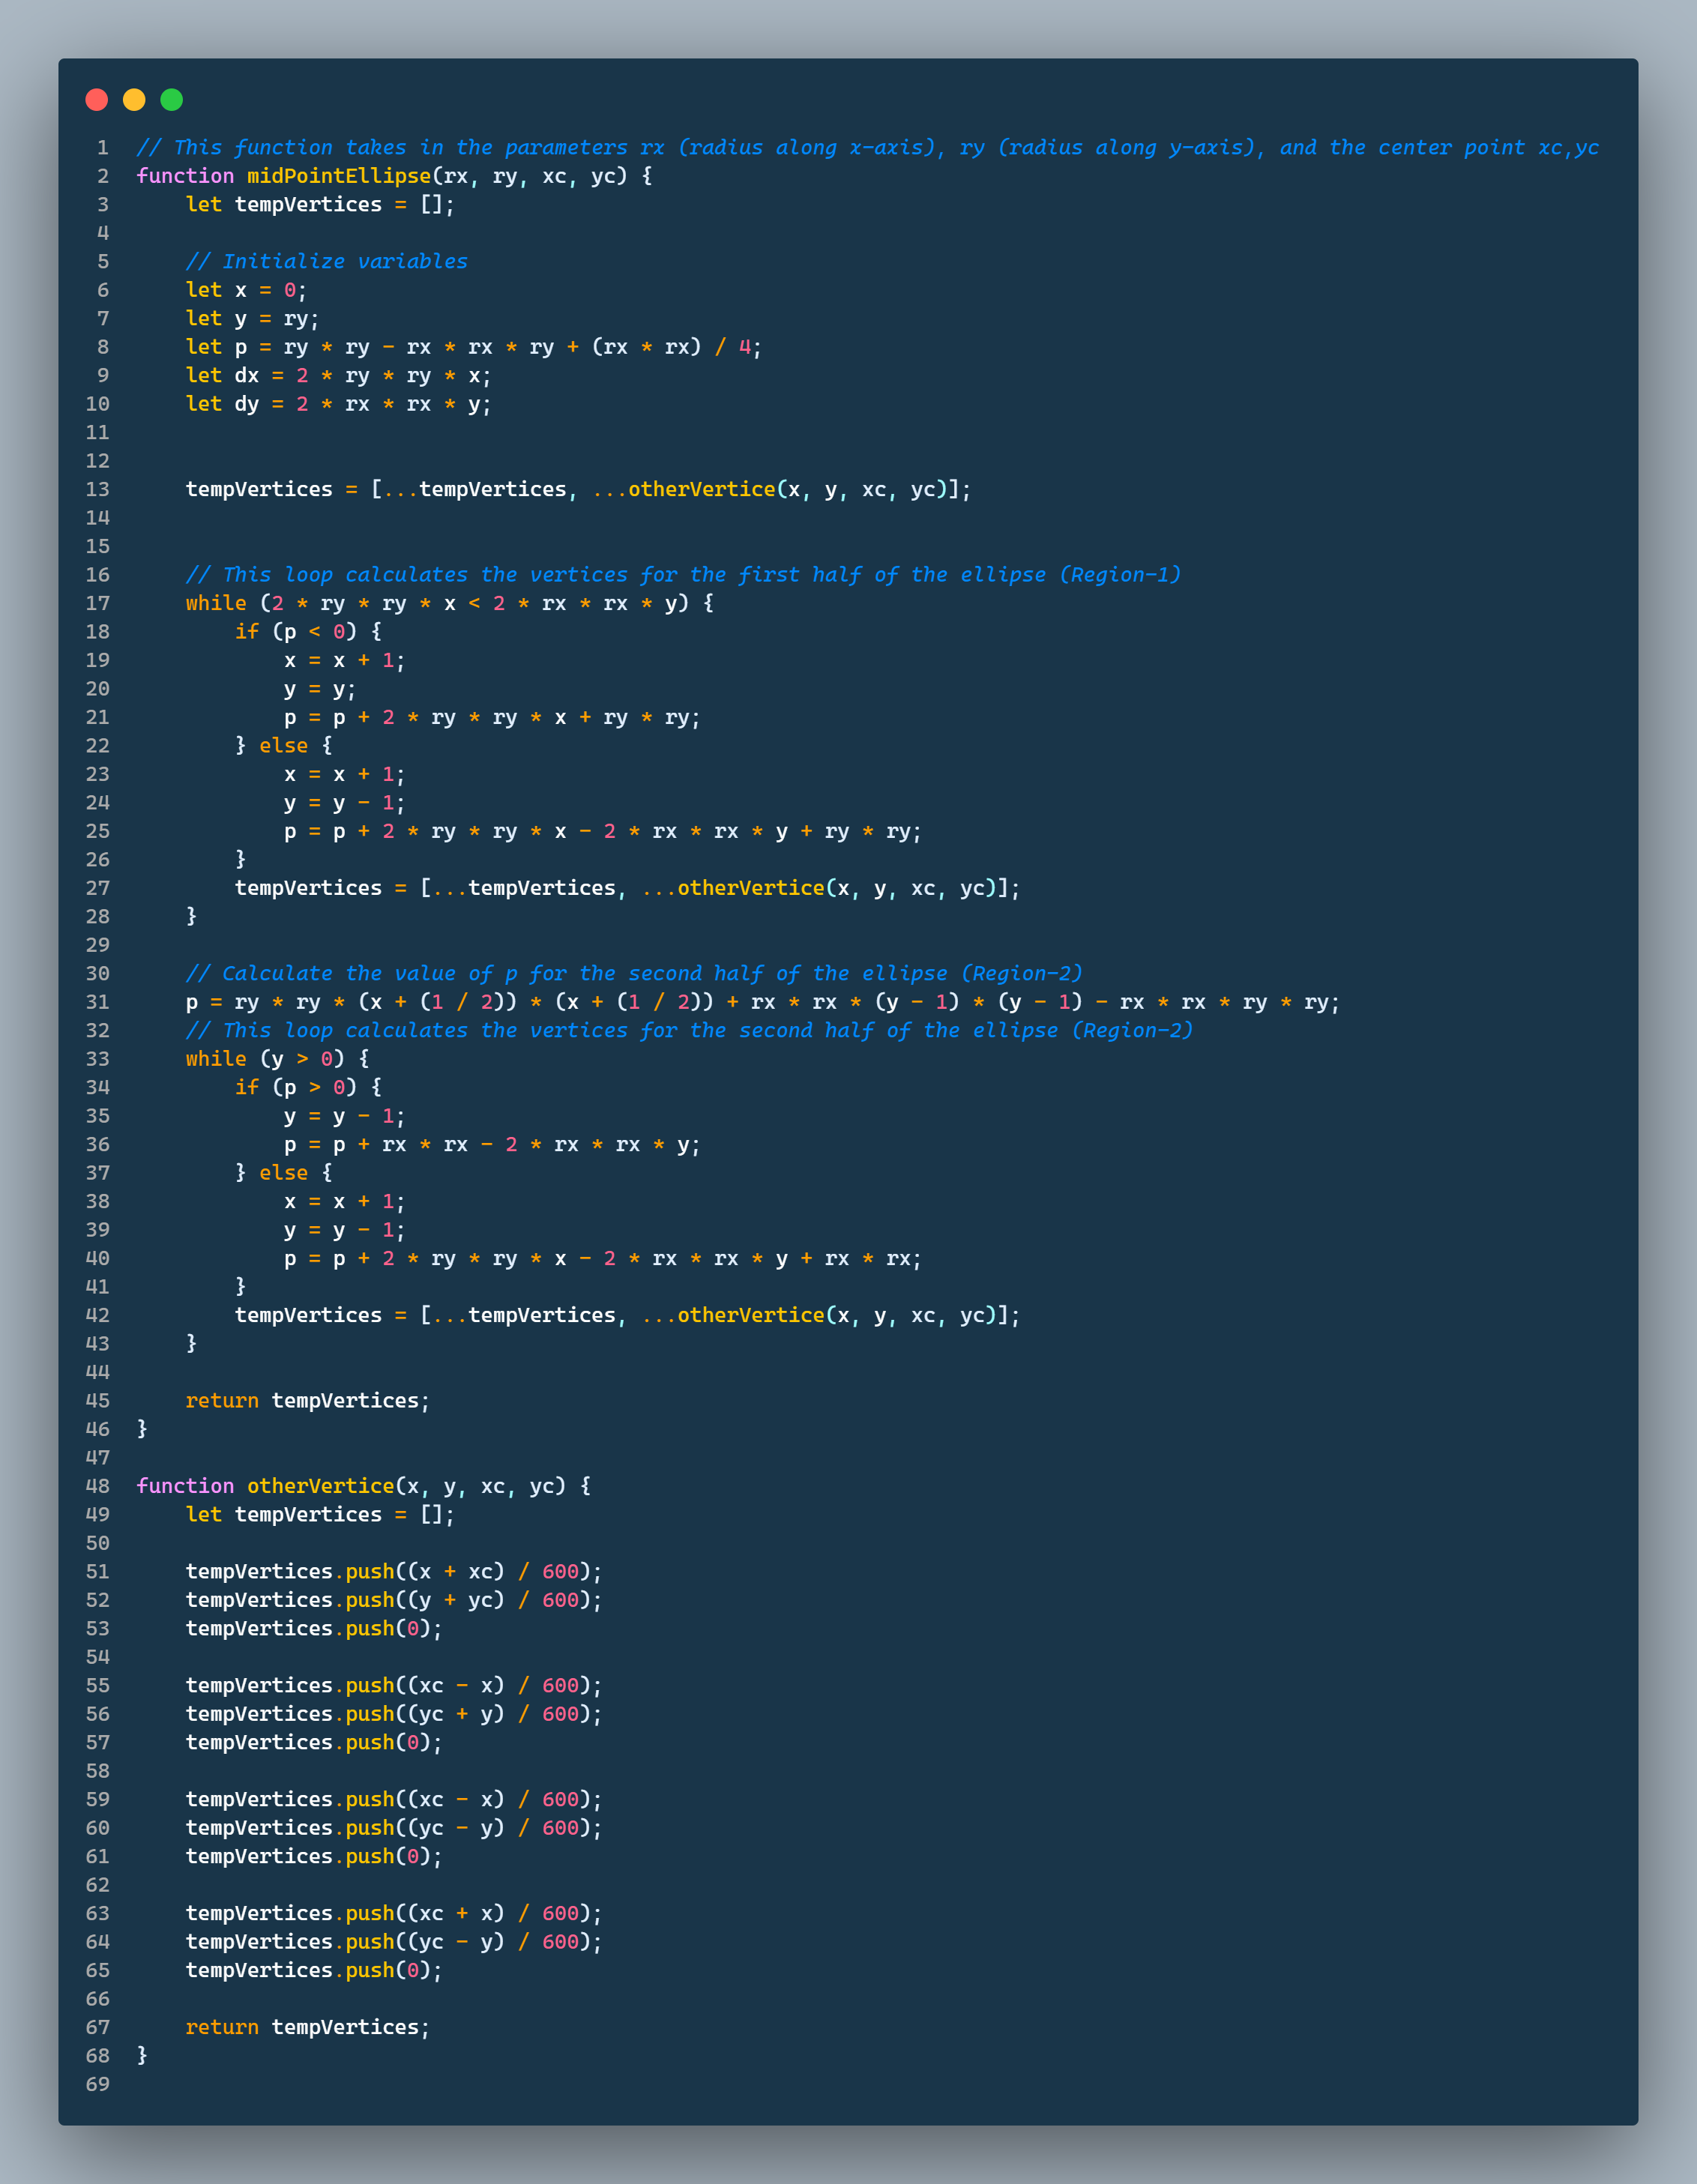 1 // This function takes in the parameters rx (radius along x-axis), ry (radius along y-axis), and the center point xc,yc
2 function midPointEllipse(rx, ry, xc, yc) {
3     let tempVertices = [];
4
5     // Initialize variables
6     let x = 0;
7     let y = ry;
8     let p = ry * ry - rx * rx * ry + (rx * rx) / 4;
9     let dx = 2 * ry * ry * x;
10     let dy = 2 * rx * rx * y;
11
12
13     tempVertices = [...tempVertices, ...otherVertice(x, y, xc, yc)];
14
15
16     // This loop calculates the vertices for the first half of the ellipse (Region-1)
17     while (2 * ry * ry * x < 2 * rx * rx * y) {
18         if (p < 0) {
19             x = x + 1;
20             y = y;
21             p = p + 2 * ry * ry * x + ry * ry;
22         } else {
23             x = x + 1;
24             y = y - 1;
25             p = p + 2 * ry * ry * x - 2 * rx * rx * y + ry * ry;
26         }
27         tempVertices = [...tempVertices, ...otherVertice(x, y, xc, yc)];
28     }
29
30     // Calculate the value of p for the second half of the ellipse (Region-2)
31     p = ry * ry * (x + (1 / 2)) * (x + (1 / 2)) + rx * rx * (y - 1) * (y - 1) - rx * rx * ry * ry;
32     // This loop calculates the vertices for the second half of the ellipse (Region-2)
33     while (y > 0) {
34         if (p > 0) {
35             y = y - 1;
36             p = p + rx * rx - 2 * rx * rx * y;
37         } else {
38             x = x + 1;
39             y = y - 1;
40             p = p + 2 * ry * ry * x - 2 * rx * rx * y + rx * rx;
41         }
42         tempVertices = [...tempVertices, ...otherVertice(x, y, xc, yc)];
43     }
44
45     return tempVertices;
46 }
47
48 function otherVertice(x, y, xc, yc) {
49     let tempVertices = [];
50
51     tempVertices.push((x + xc) / 600);
52     tempVertices.push((y + yc) / 600);
53     tempVertices.push(0);
54
55     tempVertices.push((xc - x) / 600);
56     tempVertices.push((yc + y) / 600);
57     tempVertices.push(0);
58
59     tempVertices.push((xc - x) / 600);
60     tempVertices.push((yc - y) / 600);
61     tempVertices.push(0);
62
63     tempVertices.push((xc + x) / 600);
64     tempVertices.push((yc - y) / 600);
65     tempVertices.push(0);
66
67     return tempVertices;
68 }
69